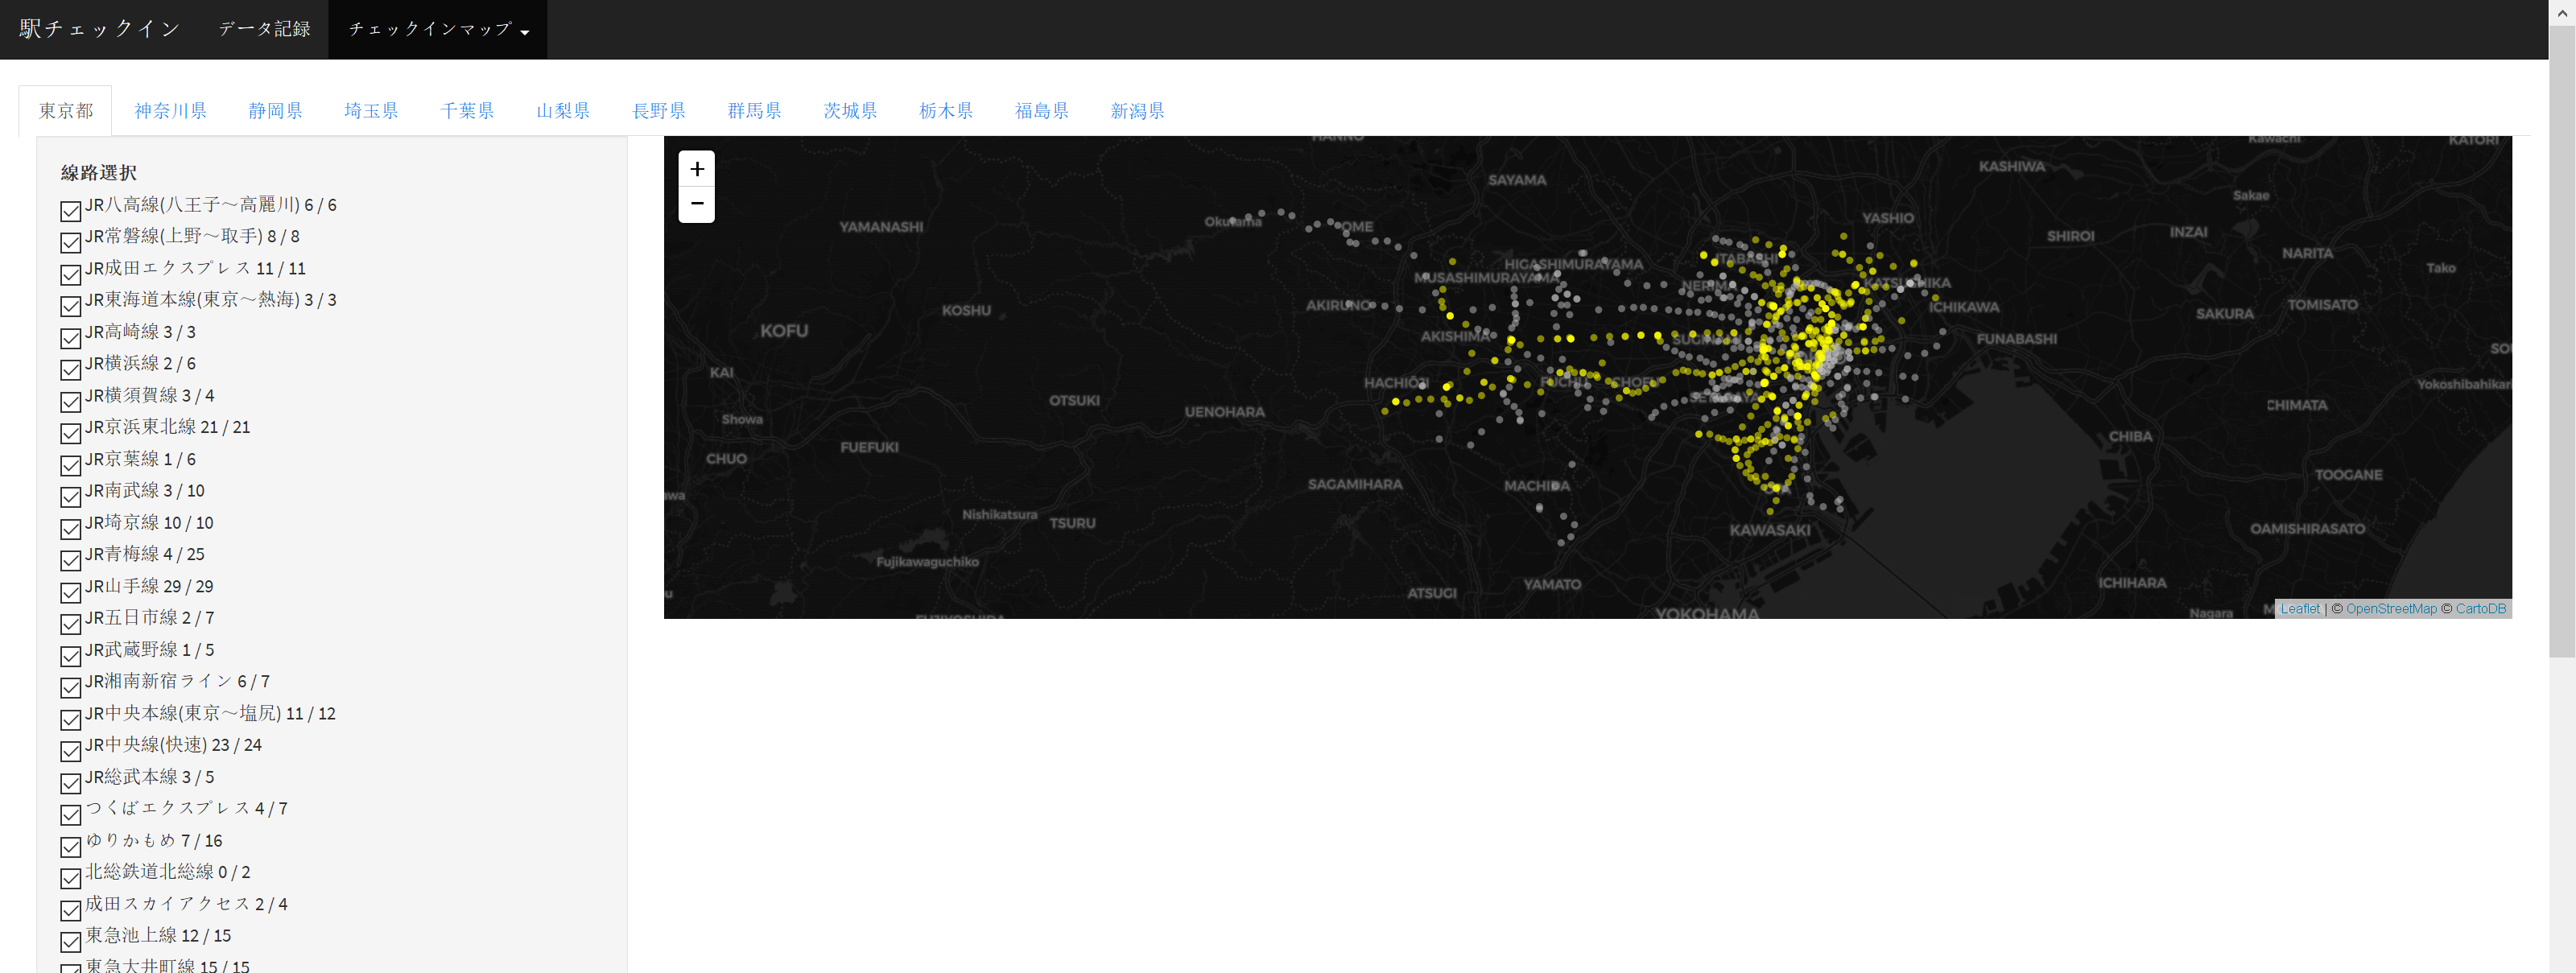 駅チェックイン データ記録 チェックインマップ
東京都 神奈川県 静岡県 埼玉県 千葉県 山梨県 長野県 群馬県 茨城県 栃木県 福島県 新潟県
線路選択
JR八高線(八王子～高麗川) 6 / 6
JR常磐線(上野～取手) 8 / 8
JR成田エクスプレス 11 / 11
JR東海道本線(東京～熱海) 3 / 3
JR高崎線 3 / 3
JR横浜線 2 / 6
JR横須賀線 3 / 4
JR京浜東北線 21 / 21
JR京葉線 1 / 6
JR南武線 3 / 10
JR埼京線 10 / 10
JR青梅線 4 / 25
JR山手線 29 / 29
JR五日市線 2 / 7
JR武蔵野線 1 / 5
JR湘南新宿ライン 6 / 7
JR中央本線(東京～塩尻) 11 / 12
JR中央線(快速) 23 / 24
JR総武本線 3 / 5
つくばエクスプレス 4 / 7
ゆりかもめ 7 / 16
北総鉄道北総線 0 / 2
成田スカイアクセス 2 / 4
東急池上線 12 / 15
東急大井町線 15 / 15
+
−
HANNO
Kawachi
KATORI
SAYAMA
KASHIWA
Sakae
YAMANASHI
Okutama
OME
YASHIO
SHIROI
INZAI
NARITA
Tako
HIGASHIMURAYAMA
MUSASHIMURAYAMA
ITABASHI
NERIMA
KATSUSHIKA
AKIRUNO
ICHIKAWA
TOMISATO
KOSHU
SAKURA
KOFU
AKISHIMA
FUNABASHI
KAI
HACHIOJI
FUCHU
CHOFU
OTSUKI
UENOHARA
Showa
CHIMATA
FUEFUKI
CHUO
CHIBA
TOOGANE
SAGAMIHARA
MACHIDA
OTA
Nishikatsura
TSURU
KAWASAKI
OAMISHIRASATO
Fujikawaguchiko
YAMATO
ICHIHARA
ATSUGI
YOKOHAMA
Nagara
Leaflet | © OpenStreetMap © CartoDB